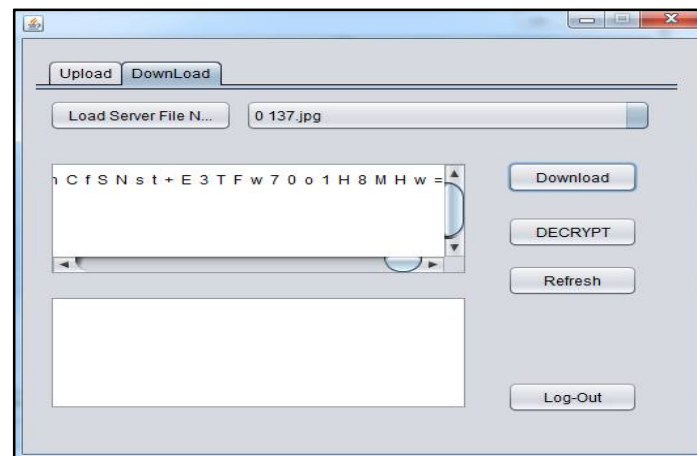 Upload DownLoad
Load Server File N... 0 137.jpg
C f S N s t + E 3 T F w 7 0 o 1 H 8 M H w =
Download
DECRYPT
Refresh
Log-Out